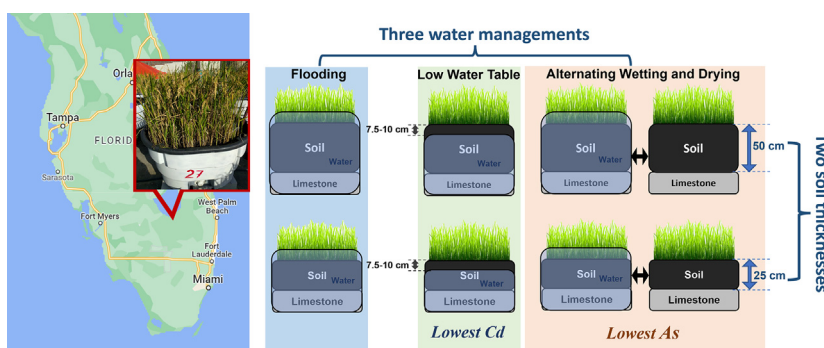 Orla
Tampa
FLORID
Sarasota
Fort Myers
West Palm
Beach
Fort
Lauderdale
Miami
27
Three water managements
Flooding
Low Water Table
Alternating Wetting and Drying
7.5-10 cm
Soil
Water
Limestone
Soil
Water
Limestone
Soil
Water
Limestone
Soil
Limestone
50 cm
7.5-10 cm
Soil
Water
Limestone
Soil
Water
Limestone
Soil
Water
Limestone
Soil
Limestone
25 cm
Two soil thicknesses
Lowest Cd
Lowest As